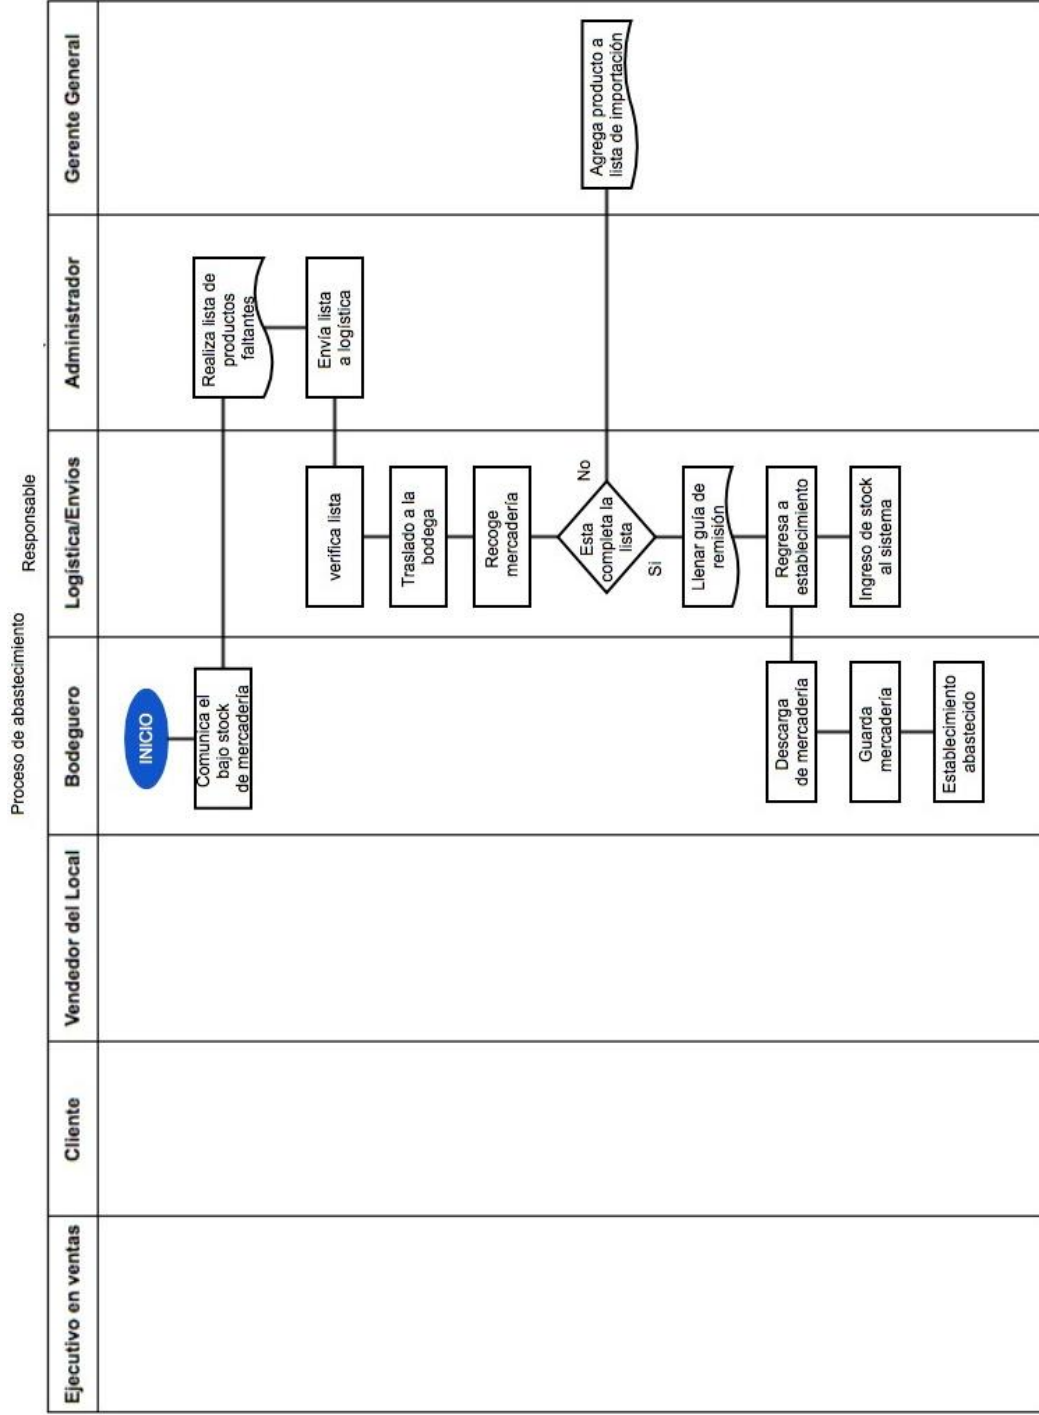 Proceso de abastecimiento
Responsable
Ejecutivo en ventas
Cliente
Vendedor del Local
Bodeguero
Logística/Envíos
Administrador
Gerente General
INICIO
Comunica el
bajo stock
de mercadería
Realiza lista de
productos
faltantes
Envía lista
a logística
verifica lista
Traslado a la
bodega
Recoge
mercadería
Esta
completa la
lista
No
Agrega producto a
lista de importación
Si
Llenar guía de
remisión
Regresa a
establecimiento
Ingreso de stock
al sistema
Descarga
de mercadería
Guarda
mercadería
Establecimiento
abastecido